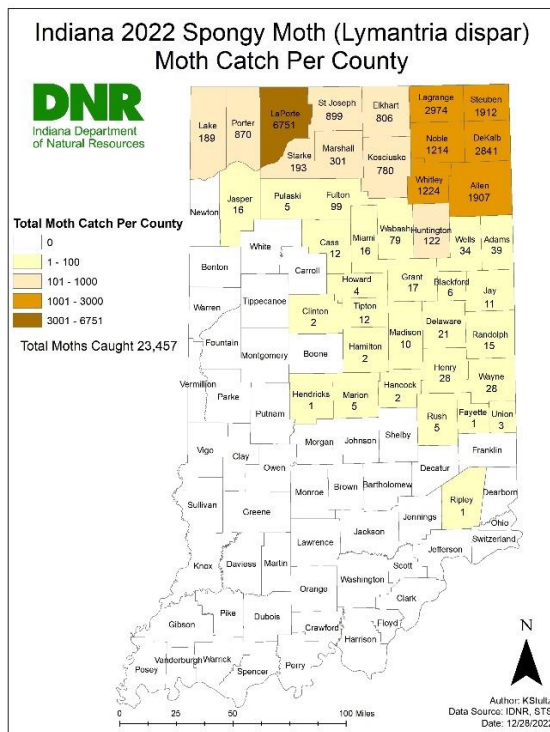 Indiana 2022 Spongy Moth (Lymantria dispar)
Moth Catch Per County
DNR
Indiana Department
of Natural Resources
Lake
189
Porter
870
LaPorte
6751
St Joseph
899
Elkhart
806
Lagrange
2974
Steuben
1912
Noble
1214
DeKalb
2841
Starke
193
Marshall
301
Kosciusko
780
Whitley
1224
Allen
1907
Newton
Jasper
16
Pulaski
5
Fulton
99
Cass
12
Miami
16
Wabash
79
Huntington
122
Wells
34
Adams
39
White
Benton
Carroll
Howard
4
Grant
17
Blackford
6
Jay
11
Warren
Tippecanoe
Clinton
2
Tipton
12
Madison
10
Delaware
21
Randolph
15
Fountain
Montgomery
Boone
Hamilton
2
Henry
28
Wayne
28
Vermillion
Parke
Putnam
Hendricks
1
Marion
5
Hancock
2
Rush
5
Fayette
1
Union
3
Vigo
Clay
Owen
Morgan
Johnson
Shelby
Decatur
Franklin
Sullivan
Greene
Monroe
Brown
Bartholomew
Jennings
Ripley
1
Dearborn
Ohio
Switzerland
Jefferson
Knox
Daviess
Martin
Lawrence
Jackson
Scott
Washington
Clark
Orange
Floyd
Gibson
Pike
Dubois
Crawford
Harrison
Posey
Vanderburgh
Warrick
Spencer
Perry
Total Moth Catch Per County
0
1 - 100
101 - 1000
1001 - 3000
3001 - 6751
Total Moths Caught 23,457
0 25 50 100 Miles
N
Author: KStultz
Data Source: IDNR, STS
Date: 12/28/2022